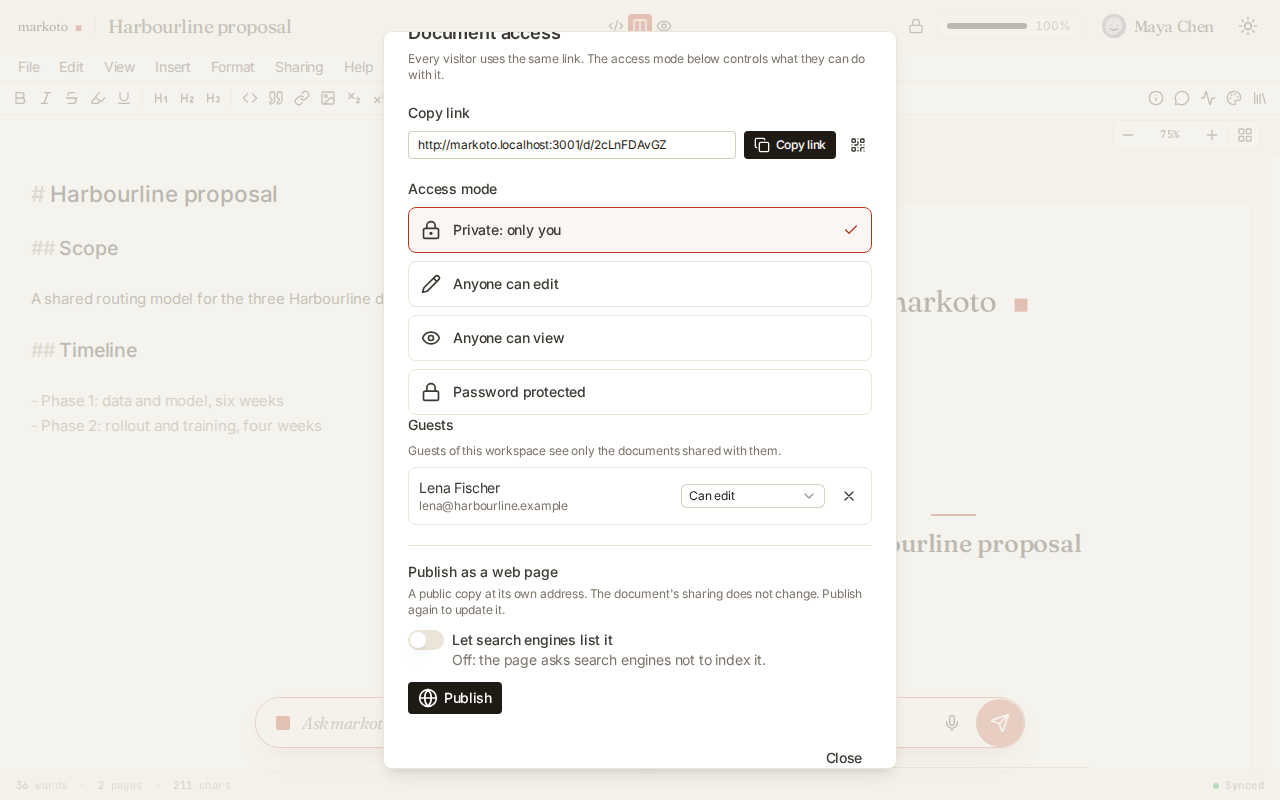 markoto
Harbourline proposal
100%
Maya Chen
File Edit View Insert Format Sharing Help
H1 H2 H3
75%
Document access
Every visitor uses the same link. The access mode below controls what they can do
with it.
Copy link
http://markoto.localhost:3001/d/2cLnFDAvGZ
Copy link
Access mode
Private: only you
Anyone can edit
Anyone can view
Password protected
Guests
Guests of this workspace see only the documents shared with them.
Lena Fischer
lena@harbourline.example
Can edit
Publish as a web page
A public copy at its own address. The document's sharing does not change. Publish
again to update it.
Let search engines list it
Off: the page asks search engines not to index it.
Publish
Close
# Harbourline proposal
## Scope
A shared routing model for the three Harbourline
## Timeline
- Phase 1: data and model, six weeks
- Phase 2: rollout and training, four weeks
proposal
Ask
36 words · 2 pages · 211 chars
Synced